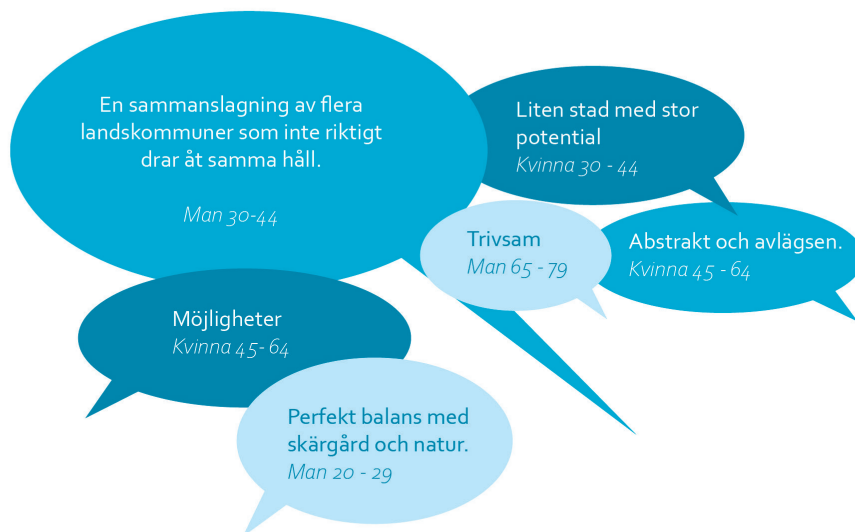 En sammanslagning av flera
landskommuner som inte riktigt
drar åt samma håll.
Man 30-44
Liten stad med stor
potential
Kvinna 30 - 44
Trivsam
Man 65 - 79
Abstrakt och avlägsen.
Kvinna 45 - 64
Möjligheter
Kvinna 45- 64
Perfekt balans med
skärgård och natur.
Man 20 - 29